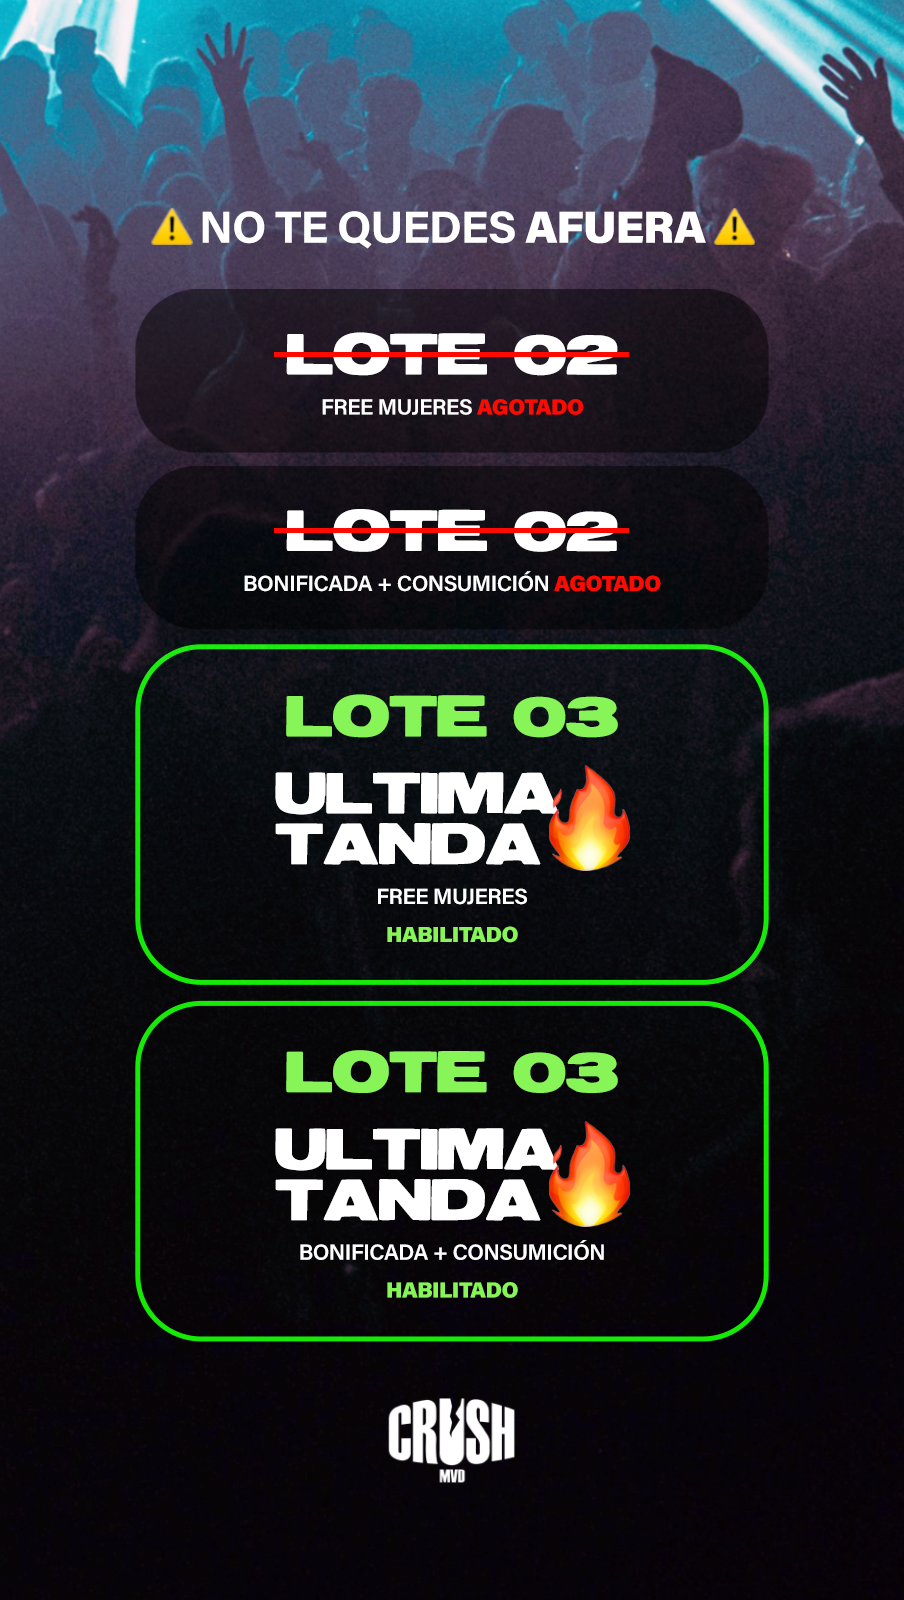 ⚠️ NO TE QUEDES AFUERA ⚠️
LOTE 02
FREE MUJERES AGOTADO
LOTE 02
BONIFICADA + CONSUMICIÓN AGOTADO
LOTE 03
ULTIMA
TANDA🔥
FREE MUJERES
HABILITADO
LOTE 03
ULTIMA
TANDA🔥
BONIFICADA + CONSUMICIÓN
HABILITADO
CRUSH
MVD